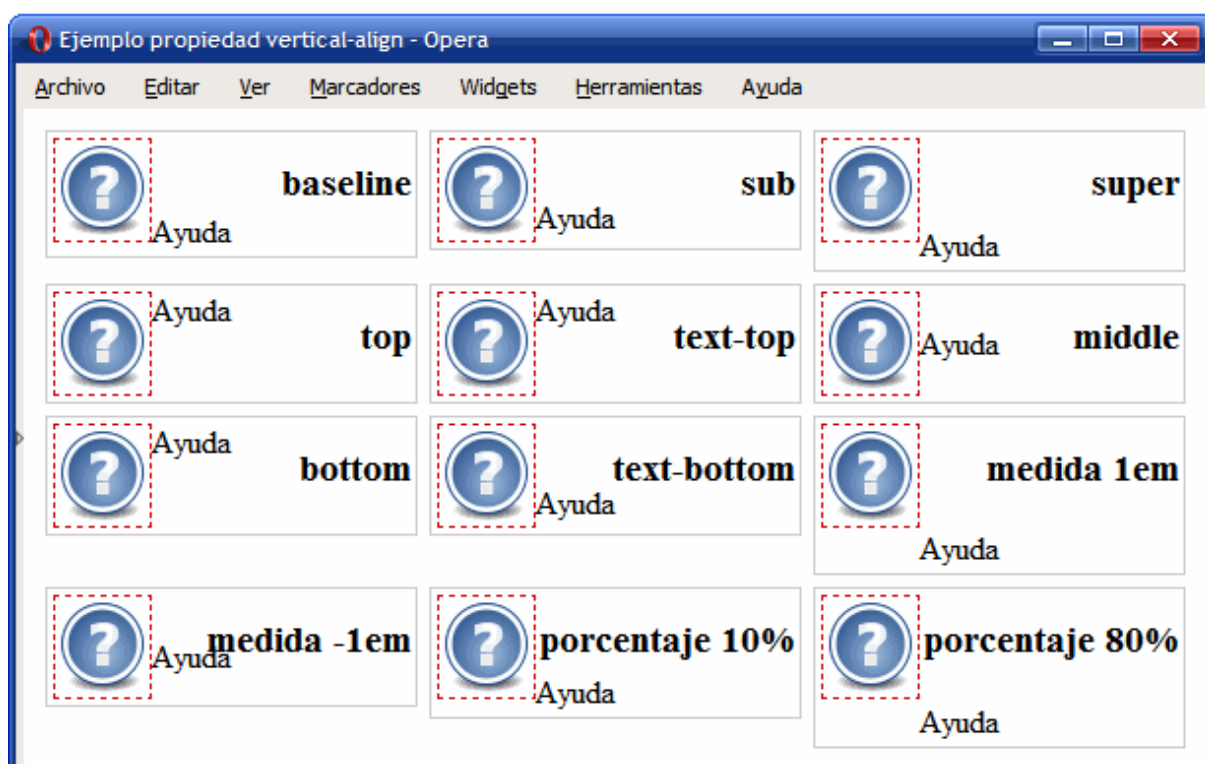 Ejemplo propiedad vertical-align - Opera
Archivo Editar Ver Marcadores Widgets Herramientas Ayuda
baseline
Ayuda
sub
Ayuda
super
Ayuda
Ayuda
top
Ayuda
text-top
Ayuda middle
Ayuda
bottom
text-bottom
Ayuda
medida 1em
Ayuda
medida -1em
Ayuda
porcentaje 10%
Ayuda
porcentaje 80%
Ayuda